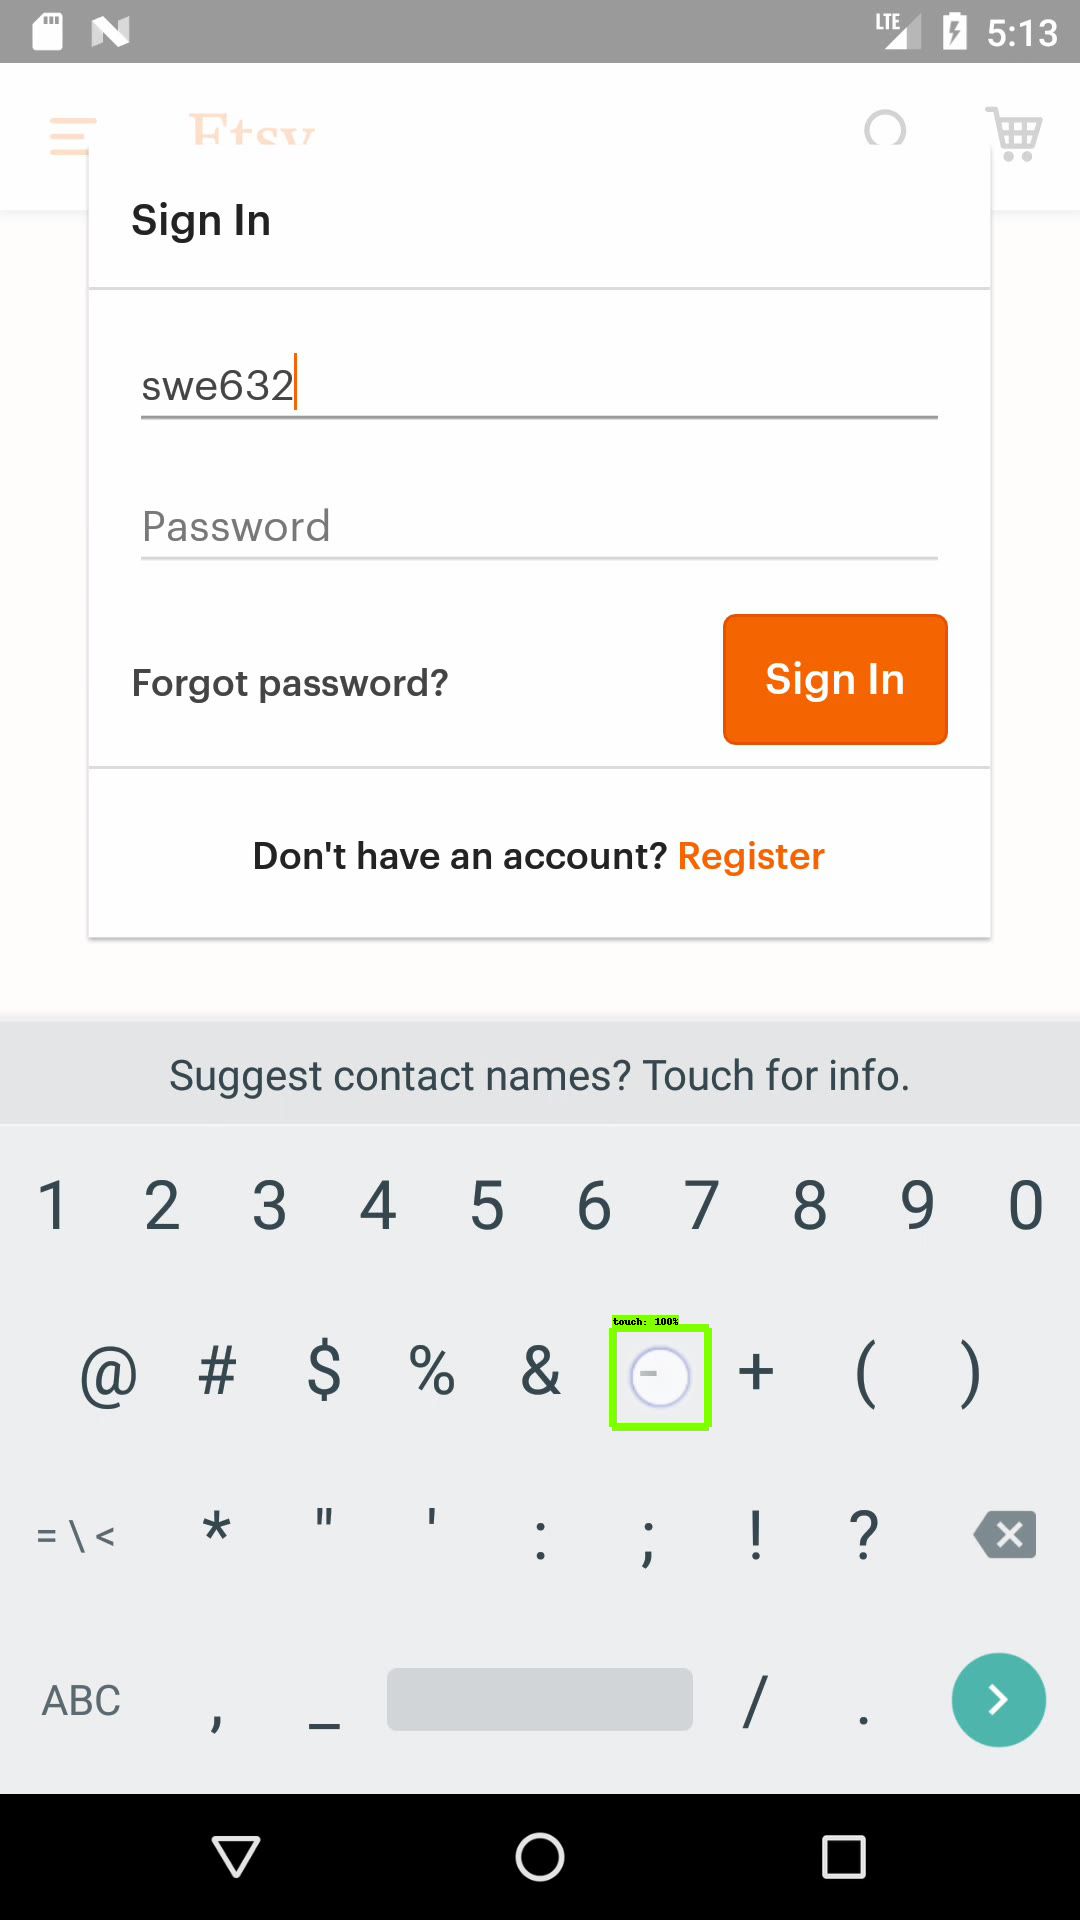 LTE 5:13
Etsy
Sign In
swe632
Password
Forgot password?
Sign In
Don't have an account? Register
Suggest contact names? Touch for info.
1 2 3 4 5 6 7 8 9 0
touch: 100%
@ # $ % & - + ( )
= \ < * " ' : ; ! ?
ABC , _ / .